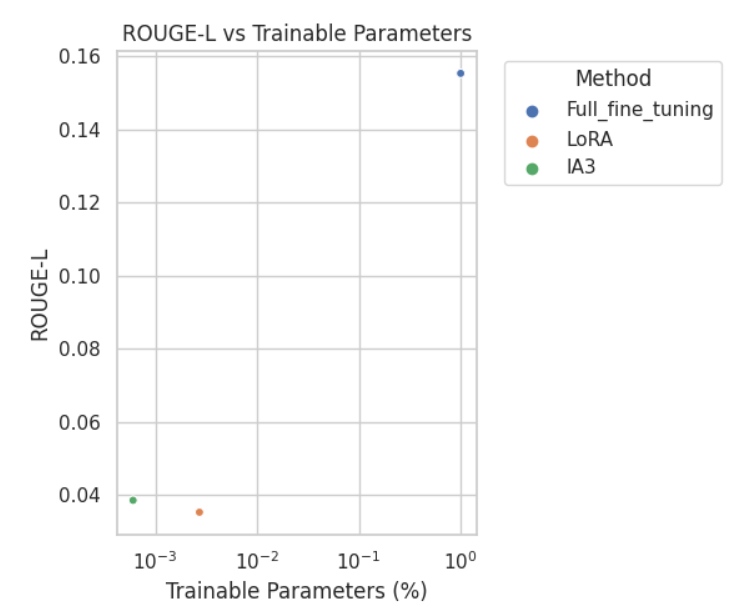 ROUGE-L vs Trainable Parameters
0.16
0.14
0.12
0.10
0.08
0.06
0.04
ROUGE-L
10⁻³ 10⁻² 10⁻¹ 10⁰
Trainable Parameters (%)
Method
Full_fine_tuning
LoRA
IA3